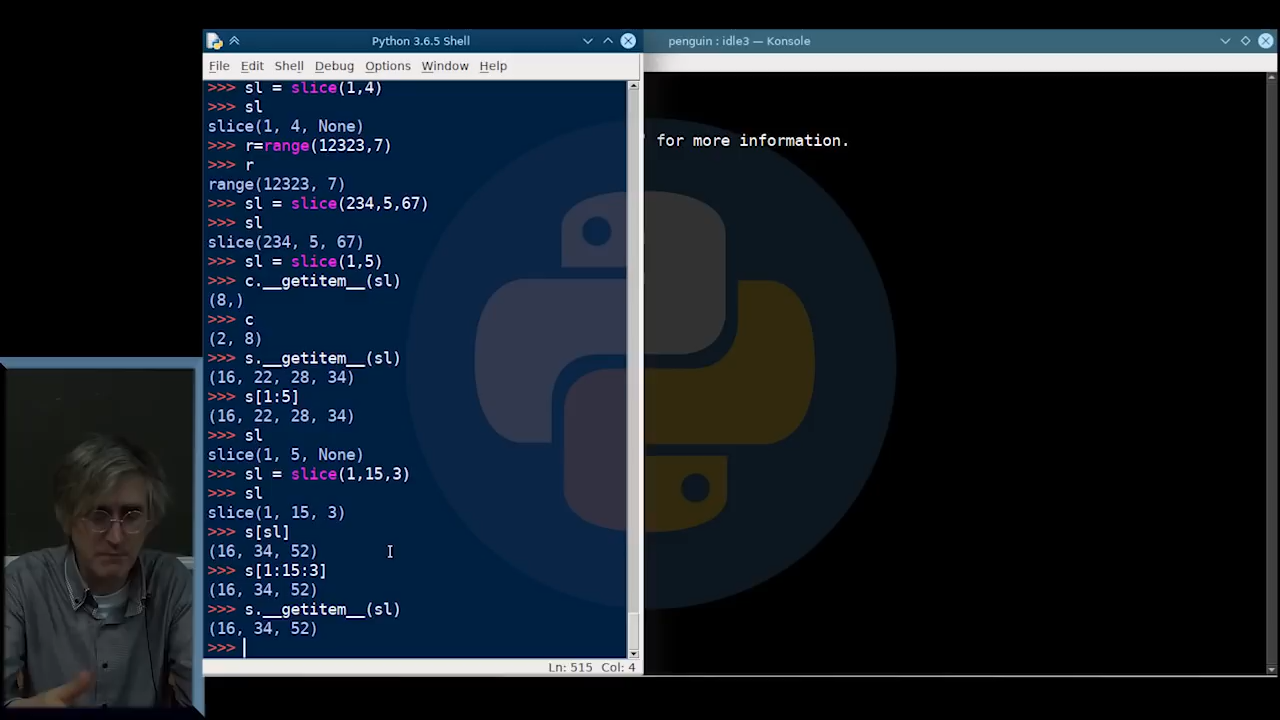 Python 3.6.5 Shell
File Edit Shell Debug Options Window Help
>>> sl = slice(1,4)
>>> sl
slice(1, 4, None)
>>> r=range(12323,7)
>>> r
range(12323, 7)
>>> sl = slice(234,5,67)
>>> sl
slice(234, 5, 67)
>>> sl = slice(1,5)
>>> c.__getitem__(sl)
(8,)
>>> c
(2, 8)
>>> s.__getitem__(sl)
(16, 22, 28, 34)
>>> s[1:5]
(16, 22, 28, 34)
>>> sl
slice(1, 5, None)
>>> sl = slice(1,15,3)
>>> sl
slice(1, 15, 3)
>>> s[sl]
(16, 34, 52)
>>> s[1:15:3]
(16, 34, 52)
>>> s.__getitem__(sl)
(16, 34, 52)
>>>
Ln: 515 Col: 4
penguin : idle3 — Konsole
for more information.